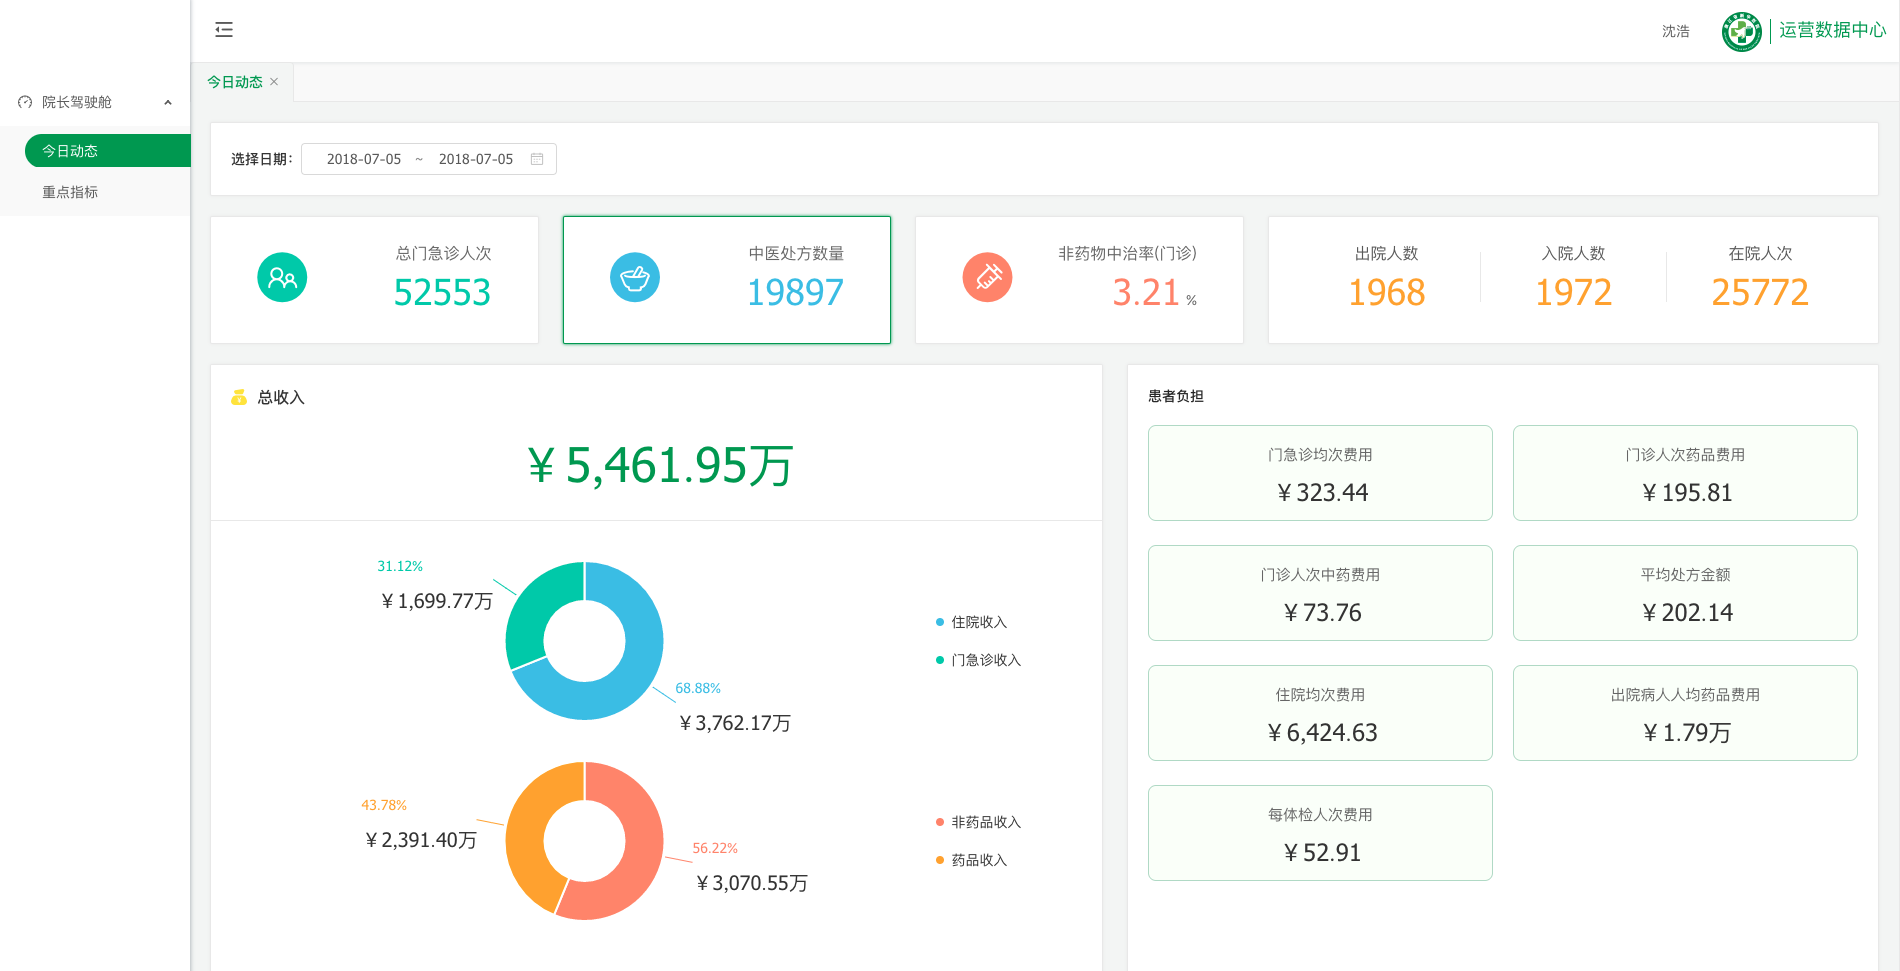 沈浩
运营数据中心
院长驾驶舱
今日动态
重点指标
今日动态 ×
选择日期: 2018-07-05 ~ 2018-07-05
总门急诊人次
52553
中医处方数量
19897
非药物中治率(门诊)
3.21 %
出院人数
1968
入院人数
1972
在院人次
25772
总收入
¥5,461.95万
31.12%
¥1,699.77万
68.88%
¥3,762.17万
住院收入
门急诊收入
43.78%
¥2,391.40万
56.22%
¥3,070.55万
非药品收入
药品收入
患者负担
门急诊均次费用
¥323.44
门诊人次药品费用
¥195.81
门诊人次中药费用
¥73.76
平均处方金额
¥202.14
住院均次费用
¥6,424.63
出院病人人均药品费用
¥1.79万
每体检人次费用
¥52.91